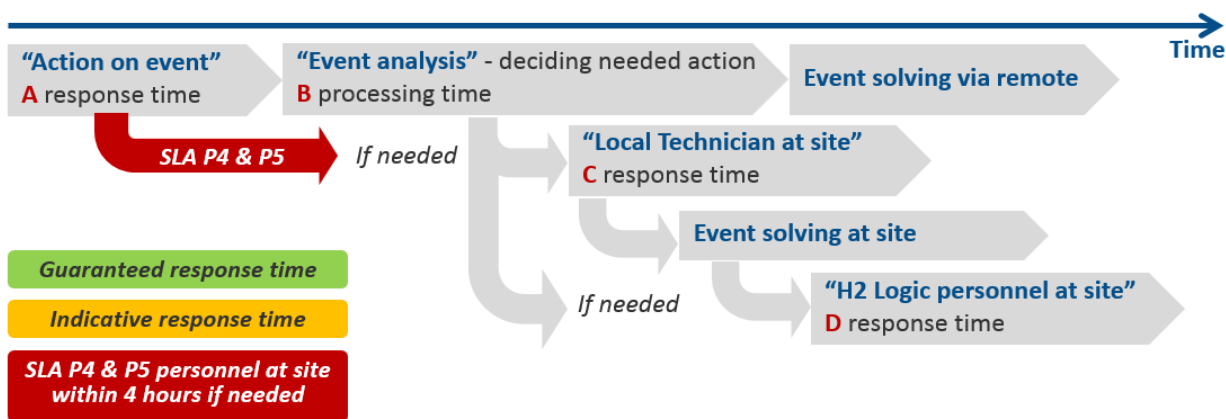 Time
“Action on event”
A response time
“Event analysis” - deciding needed action
B processing time
Event solving via remote
SLA P4 & P5
If needed
“Local Technician at site”
C response time
Event solving at site
Guaranteed response time
If needed
“H2 Logic personnel at site”
D response time
Indicative response time
SLA P4 & P5 personnel at site
within 4 hours if needed